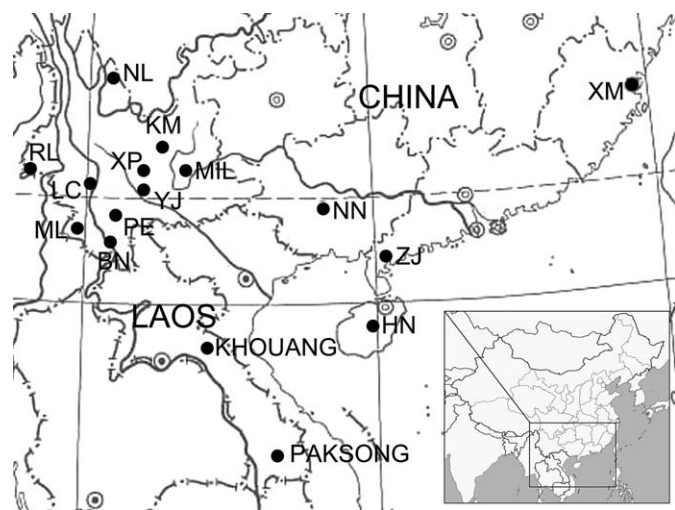 NL
CHINA
XM
KM
RL
XP
MIL
LC
YJ
NN
PE
ML
BN
ZJ
LAOS
HN
KHOUANG
PAKSONG